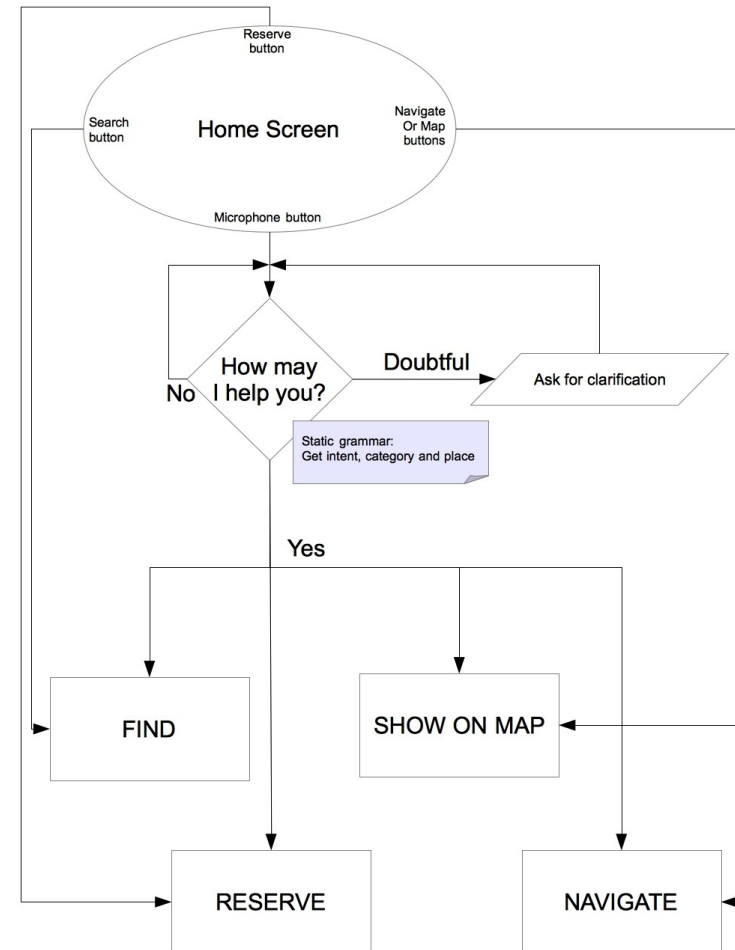 Reserve
button
Search
button
Home Screen
Navigate
Or Map
buttons
Microphone button
How may
I help you?
No
Doubtful
Ask for clarification
Static grammar:
Get intent, category and place
Yes
FIND
SHOW ON MAP
RESERVE
NAVIGATE